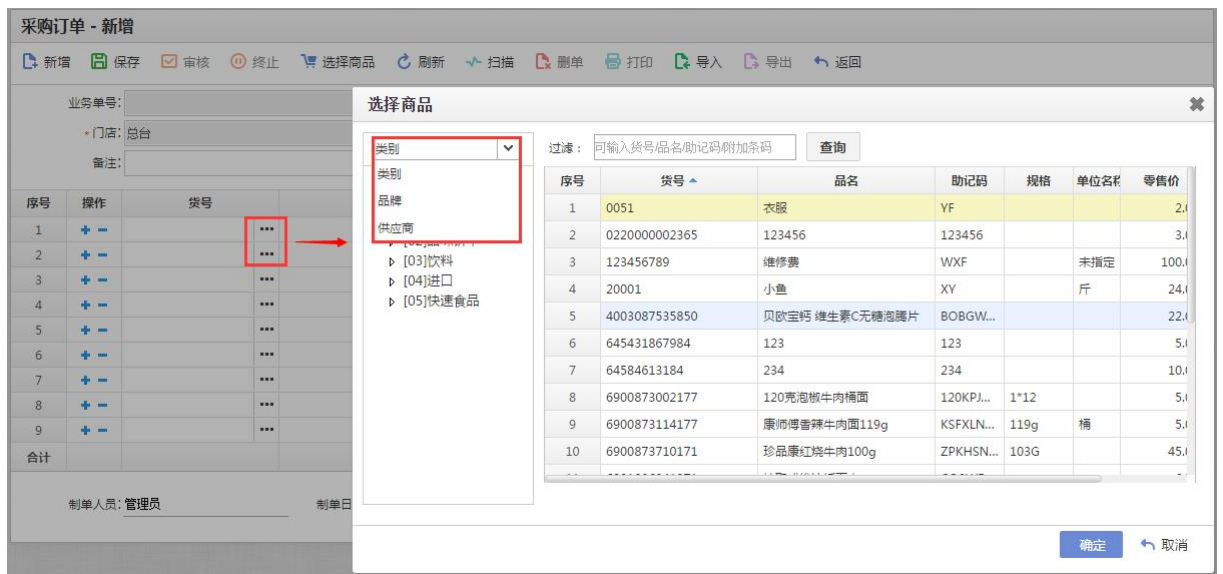 采购订单 - 新增
新增 保存 审核 终止 选择商品 刷新 扫描 删单 打印 导入 导出 返回
业务单号:
*门店: 总台
备注:
序号 操作 货号
1
2
3
4
5
6
7
8
9
合计
制单人员: 管理员 制单日
选择商品
类别
类别
品牌
供应商
[03]饮料
[04]进口
[05]快速食品
过滤: 可输入货号/品名/助记码/附加条码 查询
序号 货号 品名 助记码 规格 单位名称 零售价
1 0051 衣服 YF 2.0
2 0220000002365 123456 123456 3.0
3 123456789 维修费 WXF 未指定 100.0
4 20001 小鱼 XY 斤 24.0
5 4003087535850 贝欧宝钙 维生素C无糖泡腾片 BOBGW... 22.0
6 645431867984 123 123 5.0
7 64584613184 234 234 10.0
8 6900873002177 120克泡椒牛肉桶面 120KPJ... 1*12 5.0
9 6900873114177 康师傅香辣牛肉面119g KSFXLN... 119g 桶 5.0
10 6900873710171 珍品康红烧牛肉100g ZPKHSN... 103G 45.0
确定 取消